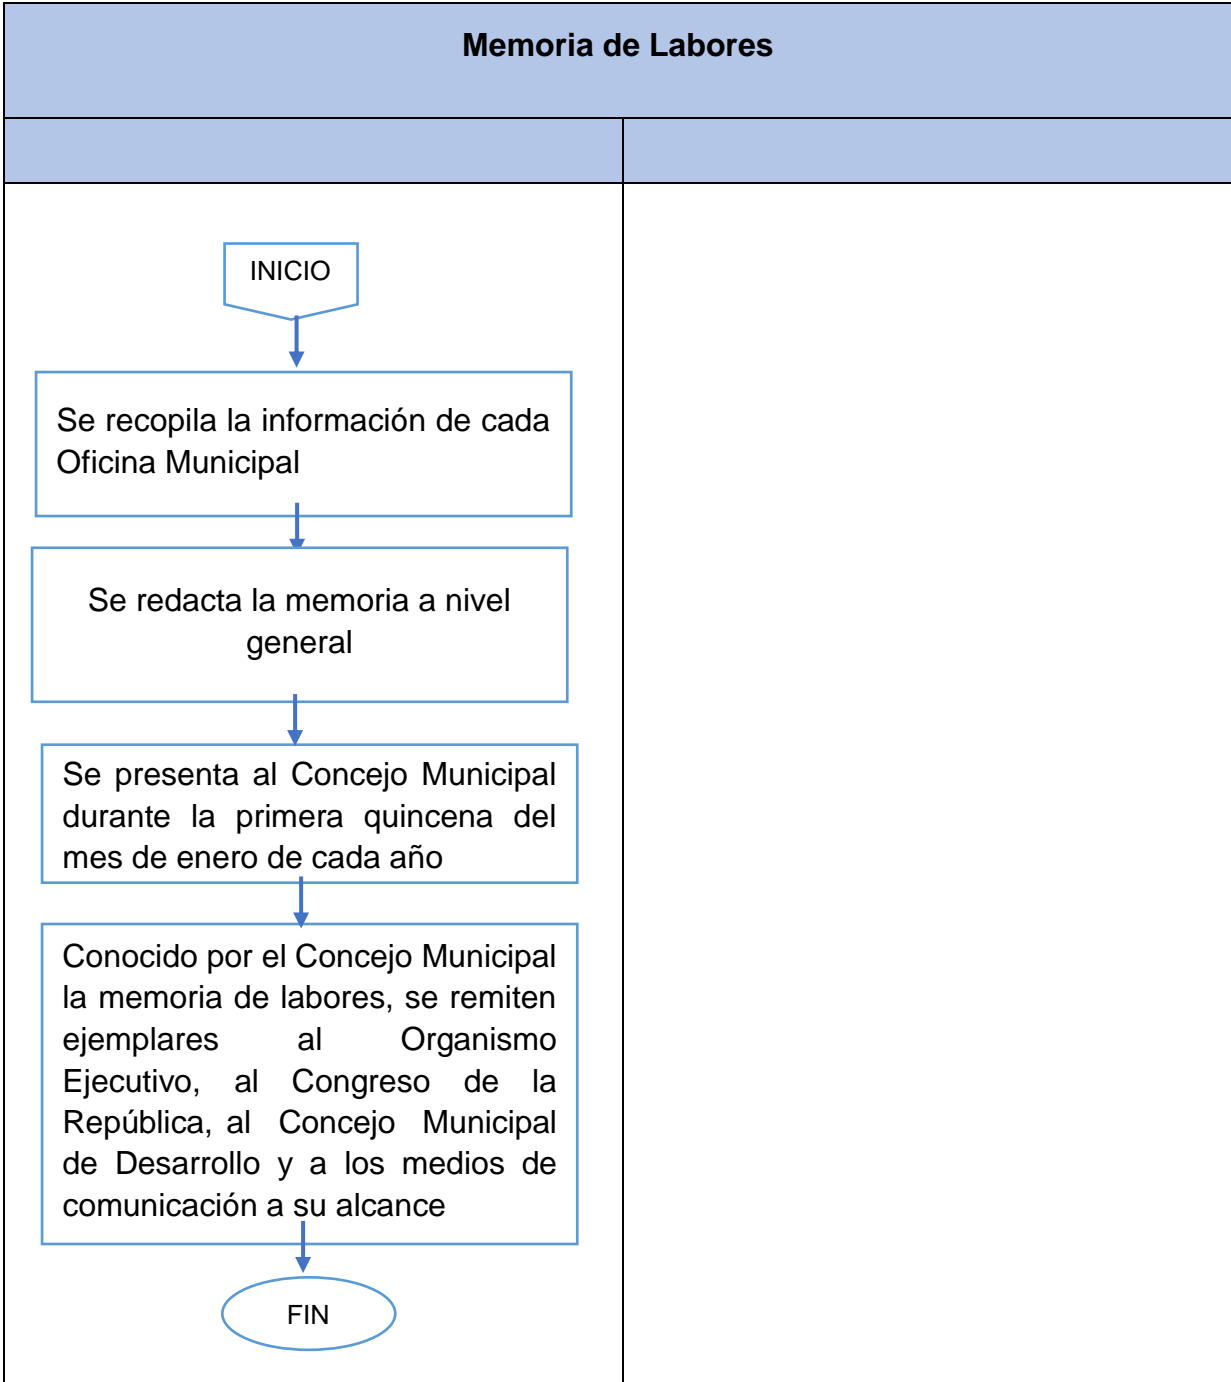 Memoria de Labores
INICIO
Se recopila la información de cada
Oficina Municipal
Se redacta la memoria a nivel
general
Se presenta al Concejo Municipal
durante la primera quincena del
mes de enero de cada año
Conocido por el Concejo Municipal
la memoria de labores, se remiten
ejemplares al Organismo
Ejecutivo, al Congreso de la
República, al Concejo Municipal
de Desarrollo y a los medios de
comunicación a su alcance
FIN